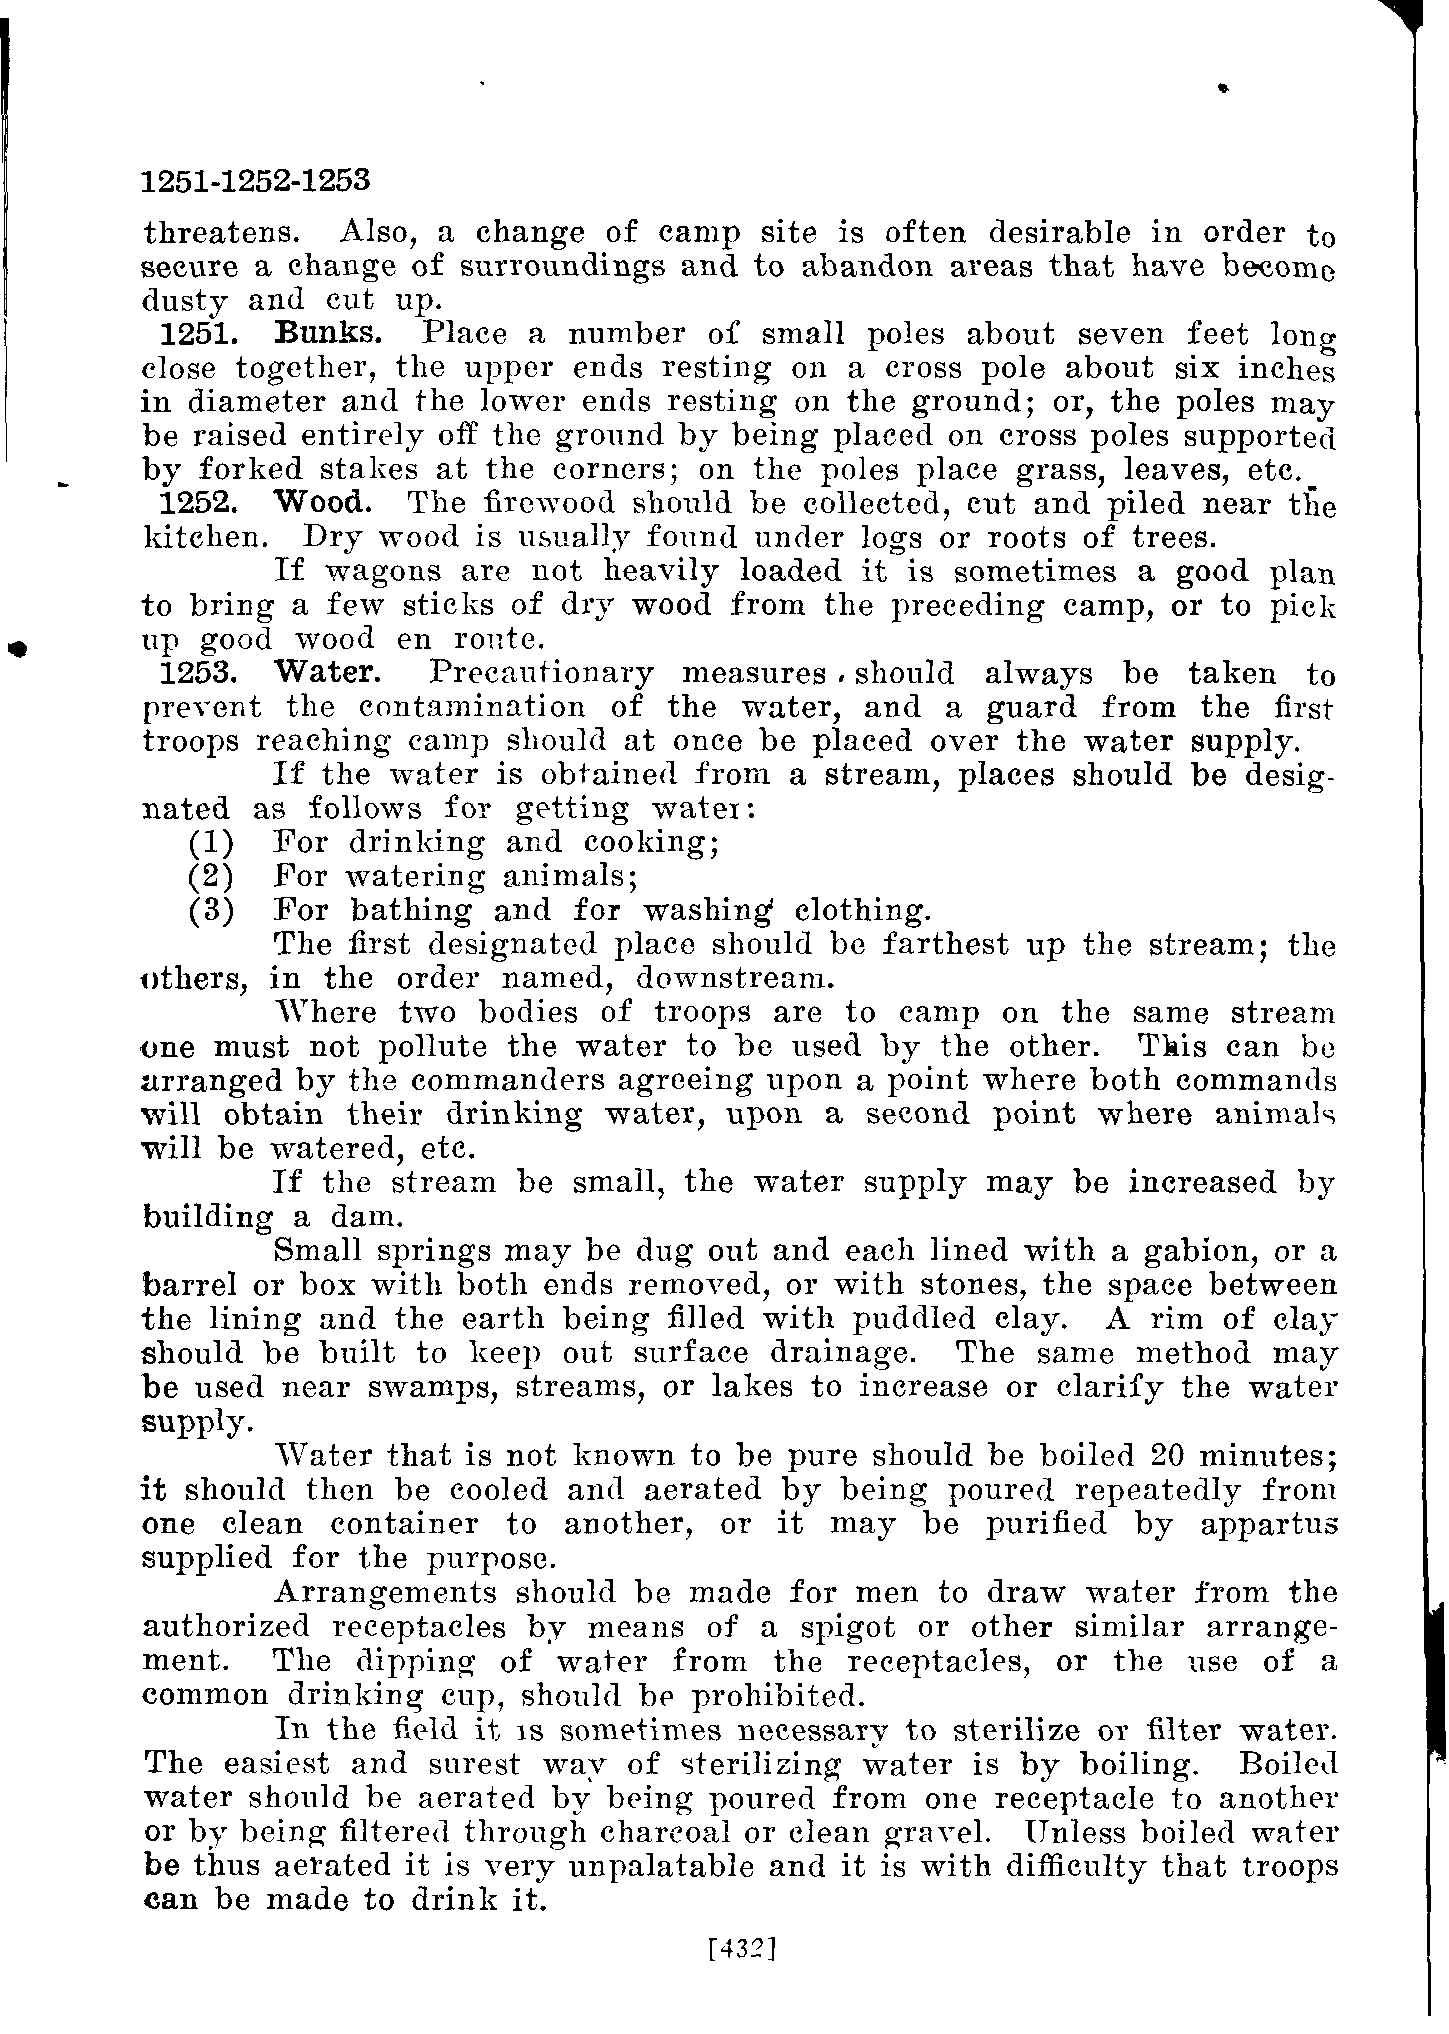 1251-1252-1253
threatens. Also, a change of camp site is often desirable in order to
secure a change of surroundings and to abandon areas that have become
dusty and cut up.
1251. Bunks. Place a number of small poles about seven feet long
close together, the upper ends resting on a cross pole about six inches
in diameter and the lower ends resting on the ground; or, the poles may
be raised entirely off the ground by being placed on cross poles supported
by forked stakes at the corners; on the poles place grass, leaves, etc.
1252. Wood. The firewood should be collected, cut and piled near the
kitchen. Dry wood is usually found under logs or roots of trees.
If wagons are not heavily loaded it is sometimes a good plan
to bring a few sticks of dry wood from the preceding camp, or to pick
up good wood en route.
1253. Water. Precautionary measures should always be taken to
prevent the contamination of the water, and a guard from the first
troops reaching camp should at once be placed over the water supply.
If the water is obtained from a stream, places should be desig-
nated as follows for getting water:
(1) For drinking and cooking;
(2) For watering animals;
(3) For bathing and for washing clothing.
The first designated place should be farthest up the stream; the
others, in the order named, downstream.
Where two bodies of troops are to camp on the same stream
one must not pollute the water to be used by the other. This can be
arranged by the commanders agreeing upon a point where both commands
will obtain their drinking water, upon a second point where animals
will be watered, etc.
If the stream be small, the water supply may be increased by
building a dam.
Small springs may be dug out and each lined with a gabion, or a
barrel or box with both ends removed, or with stones, the space between
the lining and the earth being filled with puddled clay. A rim of clay
should be built to keep out surface drainage. The same method may
be used near swamps, streams, or lakes to increase or clarify the water
supply.
Water that is not known to be pure should be boiled 20 minutes;
it should then be cooled and aerated by being poured repeatedly from
one clean container to another, or it may be purified by appartus
supplied for the purpose.
Arrangements should be made for men to draw water from the
authorized receptacles by means of a spigot or other similar arrange-
ment. The dipping of water from the receptacles, or the use of a
common drinking cup, should be prohibited.
In the field it is sometimes necessary to sterilize or filter water.
The easiest and surest way of sterilizing water is by boiling. Boiled
water should be aerated by being poured from one receptacle to another
or by being filtered through charcoal or clean gravel. Unless boiled water
be thus aerated it is very unpalatable and it is with difficulty that troops
can be made to drink it.
[432]